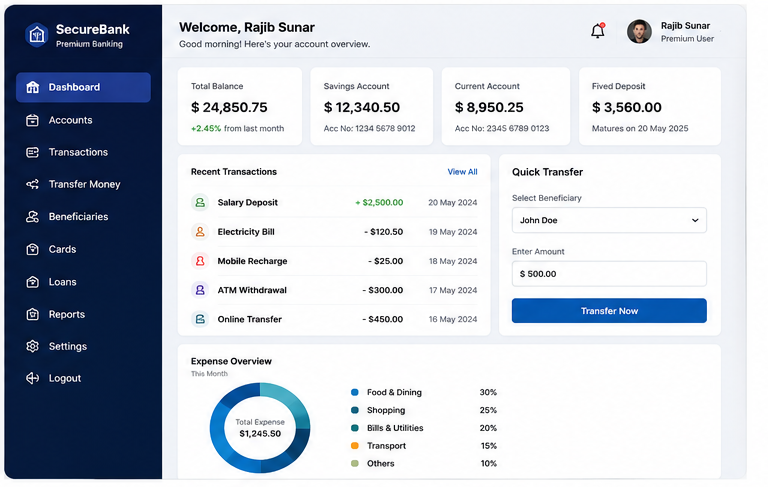 SecureBank
Premium Banking
Dashboard
Accounts
Transactions
Transfer Money
Beneficiaries
Cards
Loans
Reports
Settings
Logout
Welcome, Rajib Sunar
Good morning! Here's your account overview.
Rajib Sunar
Premium User
Total Balance
$ 24,850.75
+2.45% from last month
Savings Account
$ 12,340.50
Acc No: 1234 5678 9012
Current Account
$ 8,950.25
Acc No: 2345 6789 0123
Fived Deposit
$ 3,560.00
Matures on 20 May 2025
Recent Transactions View All
Salary Deposit + $2,500.00 20 May 2024
Electricity Bill - $120.50 19 May 2024
Mobile Recharge - $25.00 18 May 2024
ATM Withdrawal - $300.00 17 May 2024
Online Transfer - $450.00 16 May 2024
Quick Transfer
Select Beneficiary
John Doe
Enter Amount
$ 500.00
Transfer Now
Expense Overview
This Month
Total Expense
$1,245.50
Food & Dining 30%
Shopping 25%
Bills & Utilities 20%
Transport 15%
Others 10%